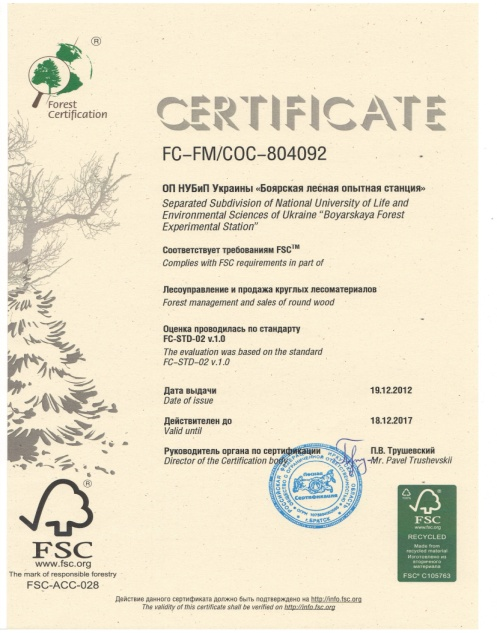 ®
Forest
Certification
CERTIFICATE
FC-FM/COC-804092
ОП НУБиП Украины «Боярская лесная опытная станция»
Separated Subdivision of National University of Life and
Environmental Sciences of Ukraine "Boyarskaya Forest
Experimental Station"
Соответствует требованиям FSC™
Complies with FSC requirements in part of
Лесоуправление и продажа круглых лесоматериалов
Forest management and sales of round wood
Оценка проводилась по стандарту
FC-STD-02 v.1.0
The evaluation was based on the standard
FC-STD-02 v.1.0
Дата выдачи 19.12.2012
Date of issue
Действителен до 18.12.2017
Valid until
Руководитель органа по сертификации П.В. Трушевский
Director of the Certification body Mr. Pavel Trushevskii
Лесная
Сертификация
г.БРАТСК
®
FSC
www.fsc.org
The mark of responsible forestry
FSC-ACC-028
FSC
www.fsc.org
RECYCLED
Made from
recycled material
Изготовлено из
вторичного
материала
FSC® C105763
Действие данного сертификата должно быть подтверждено на http://info.fsc.org
The validity of this certificate shall be verified on http://info.fsc.org